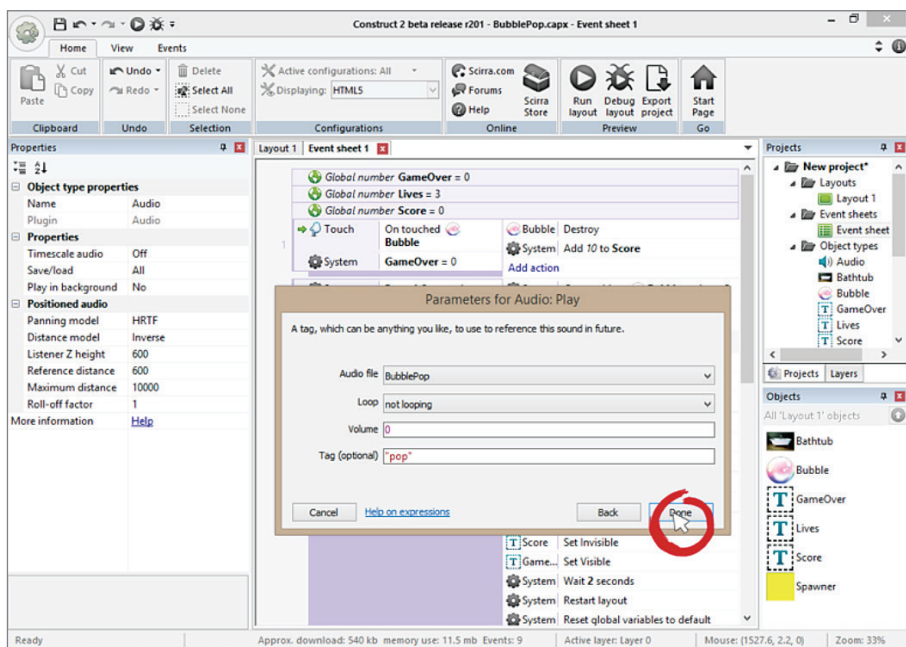 Construct 2 beta release r201 - BubblePop.capx - Event sheet 1
Home View Events
Paste
Cut
Copy
Clipboard
Undo
Redo
Undo
Delete
Select All
Select None
Selection
Active configurations: All
Displaying: HTML5
Configurations
Scirra.com
Forums
Help
Scirra Store
Online
Run layout
Debug layout
Export project
Preview
Start Page
Go
Properties
Object type properties
Name Audio
Plugin Audio
Properties
Timescale audio Off
Save/load All
Play in background No
Positioned audio
Panning model HRTF
Distance model Inverse
Listener Z height 600
Reference distance 600
Maximum distance 10000
Roll-off factor 1
More information Help
Layout 1 Event sheet 1
Global number GameOver = 0
Global number Lives = 3
Global number Score = 0
1
Touch On touched Bubble
System GameOver = 0
Bubble Destroy
System Add 10 to Score
Add action
Parameters for Audio: Play
A tag, which can be anything you like, to use to reference this sound in future.
Audio file BubblePop
Loop not looping
Volume 0
Tag (optional) "pop"
Cancel Help on expressions Back Done
Score Set Invisible
Game... Set Visible
System Wait 2 seconds
System Restart layout
System Reset global variables to default
Projects
New project*
Layouts
Layout 1
Event sheets
Event sheet
Object types
Audio
Bathtub
Bubble
GameOver
Lives
Score
Projects Layers
Objects
All 'Layout 1' objects
Bathtub
Bubble
GameOver
Lives
Score
Spawner
Ready Approx. download: 540 kb memory use: 11.5 mb Events: 9 Active layer: Layer 0 Mouse: (1527.6, 2.2, 0) Zoom: 33%